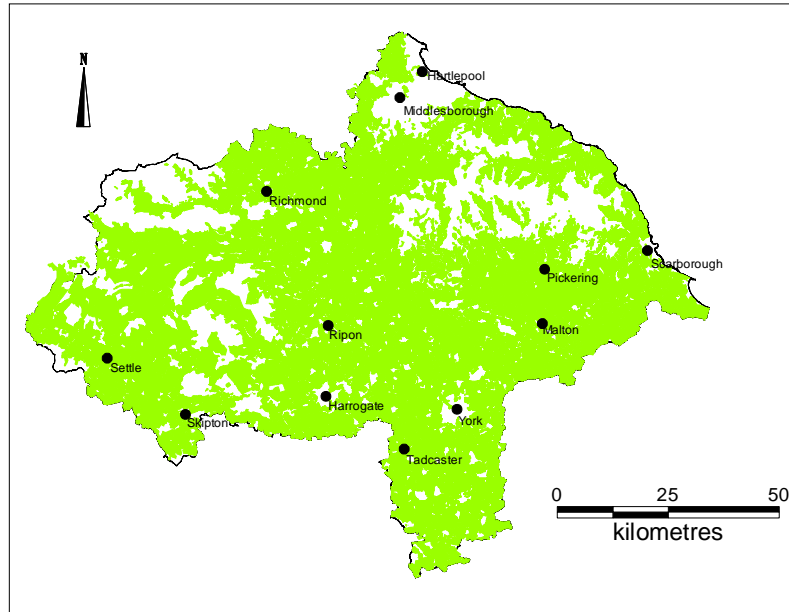 N
Hartlepool
Middlesborough
Richmond
Scarborough
Pickering
Ripon
Malton
Settle
Harrogate
Skipton
York
Tadcaster
0 25 50
kilometres